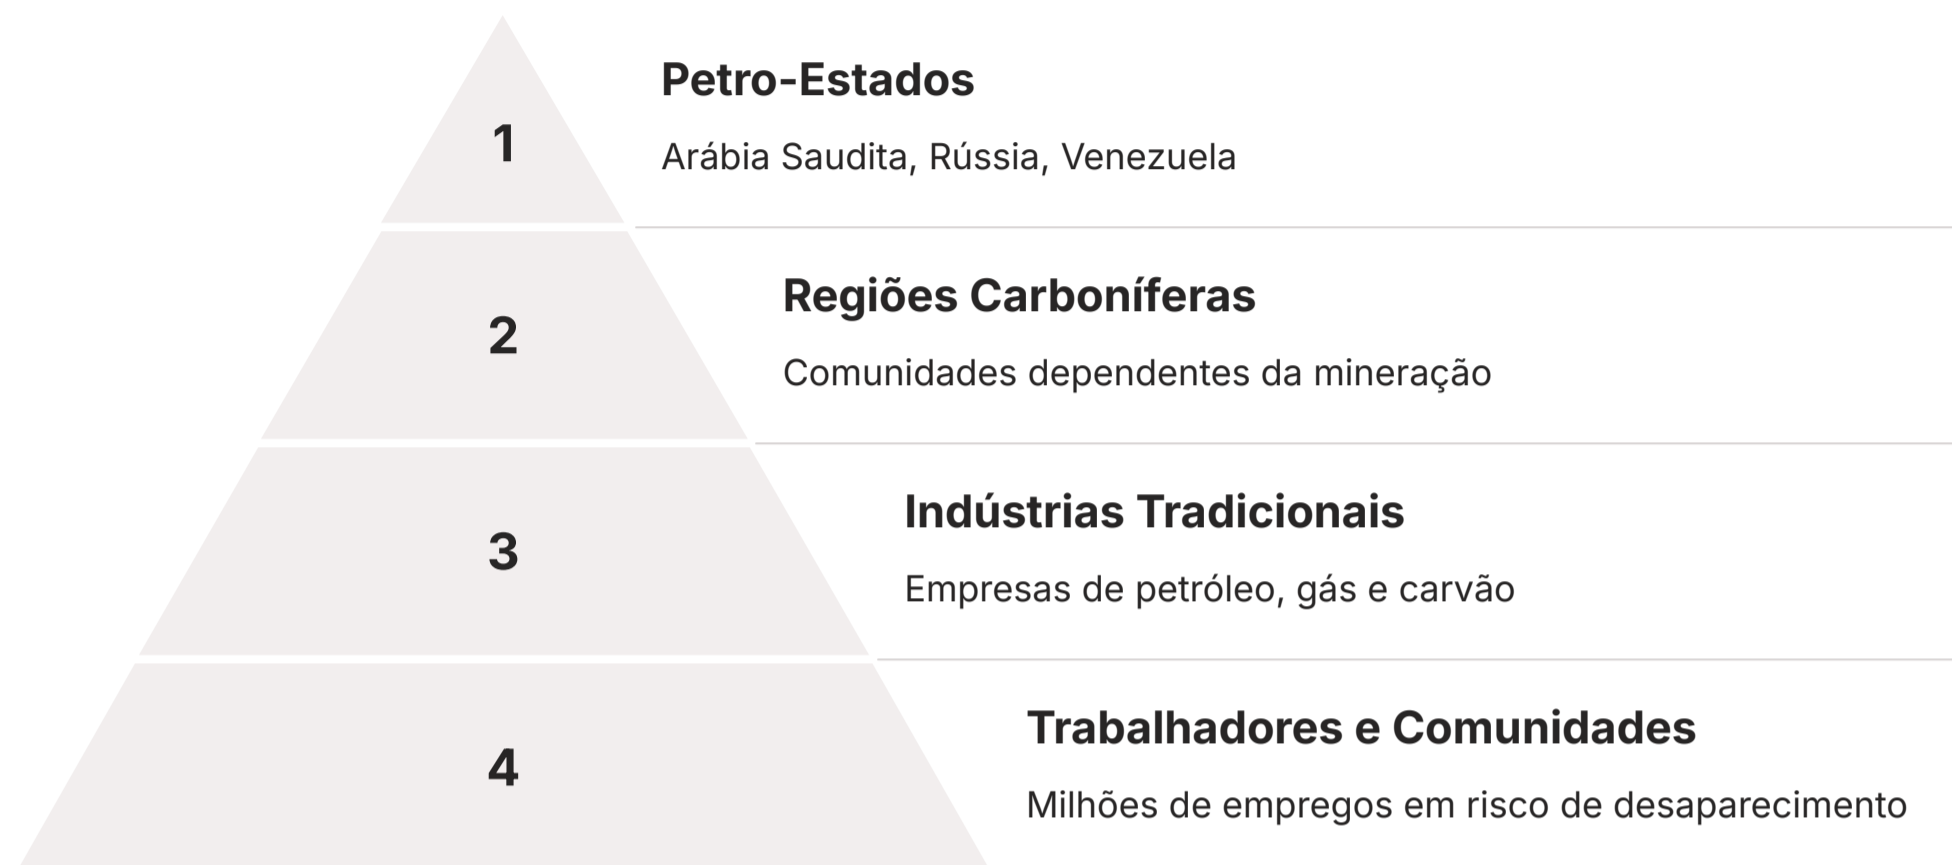 1
Petro-Estados
Arábia Saudita, Rússia, Venezuela
2
Regiões Carboníferas
Comunidades dependentes da mineração
3
Indústrias Tradicionais
Empresas de petróleo, gás e carvão
4
Trabalhadores e Comunidades
Milhões de empregos em risco de desaparecimento